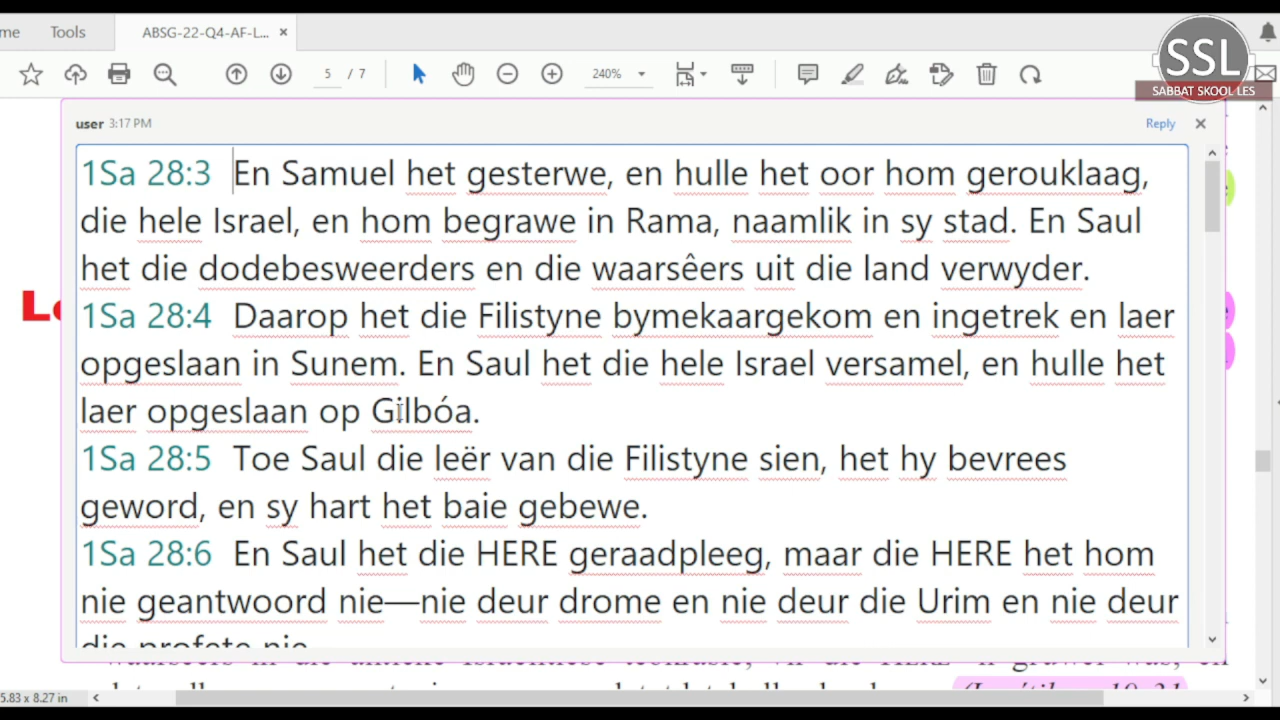 me Tools ABSG-22-Q4-AF-L... ×
SSL
SABBAT SKOOL LES
5 / 7 240%
user 3:17 PM Reply
1Sa 28:3 En Samuel het gesterwe, en hulle het oor hom gerouklaag,
die hele Israel, en hom begrawe in Rama, naamlik in sy stad. En Saul
het die dodebesweerders en die waarsêers uit die land verwyder.
1Sa 28:4 Daarop het die Filistyne bymekaargekom en ingetrek en laer
opgeslaan in Sunem. En Saul het die hele Israel versamel, en hulle het
laer opgeslaan op Gilbóa.
1Sa 28:5 Toe Saul die leër van die Filistyne sien, het hy bevrees
geword, en sy hart het baie gebewe.
1Sa 28:6 En Saul het die HERE geraadpleeg, maar die HERE het hom
nie geantwoord nie—nie deur drome en nie deur die Urim en nie deur
die profete nie
5.83 x 8.27 in